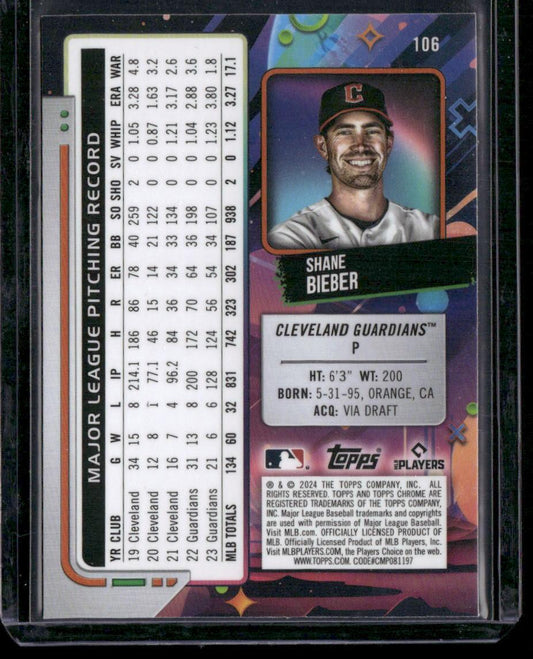 106
C
SHANE
BIEBER
CLEVELAND GUARDIANS™
P
HT: 6'3" WT: 200
BORN: 5-31-95, ORANGE, CA
ACQ: VIA DRAFT
topps
MLB PLAYERS
® & © 2024 THE TOPPS COMPANY, INC. ALL
RIGHTS RESERVED. TOPPS AND TOPPS CHROME ARE
REGISTERED TRADEMARKS OF THE TOPPS COMPANY,
INC. Major League Baseball trademarks and copyrights
are used with permission of Major League Baseball.
Visit MLB.com. OFFICIALLY LICENSED PRODUCT OF
MLB. Officially Licensed Product of MLB Players, Inc.
Visit MLBPLAYERS.COM, the Players Choice on the web.
WWW.TOPPS.COM. CODE#CMP081197
MAJOR LEAGUE PITCHING RECORD
YR CLUB G W L IP H R ER BB SO SHO SV WHIP ERA WAR
19 Cleveland 34 15 8 214.1 186 86 78 40 259 2 0 1.05 3.28 4.8
20 Cleveland 12 8 1 77.1 46 15 14 21 122 0 0 0.87 1.63 3.2
21 Cleveland 16 7 4 96.2 84 36 34 33 134 0 0 1.21 3.17 2.6
22 Guardians 31 13 8 200 172 70 64 36 198 0 0 1.04 2.88 3.6
23 Guardians 21 6 6 128 124 56 54 34 107 0 0 1.23 3.80 1.8
MLB TOTALS 134 60 32 831 742 323 302 187 938 2 0 1.12 3.27 17.1